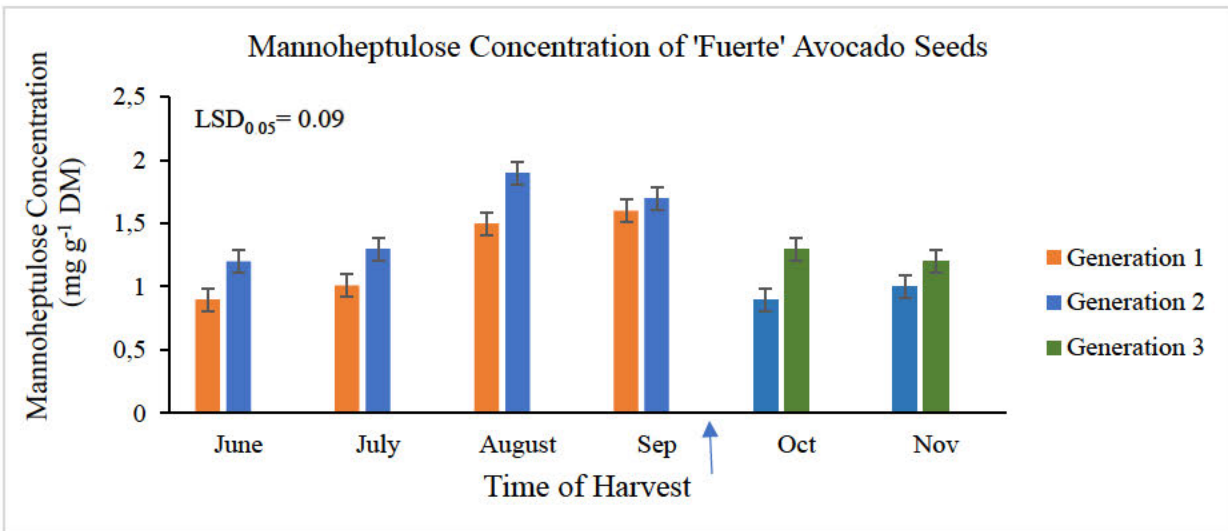 Mannoheptulose Concentration of 'Fuerte' Avocado Seeds
LSD0 05= 0.09
Mannoheptulose Concentration
(mg g-1 DM)
2,5
2
1,5
1
0,5
0
June July August Sep Oct Nov
Time of Harvest
Generation 1
Generation 2
Generation 3